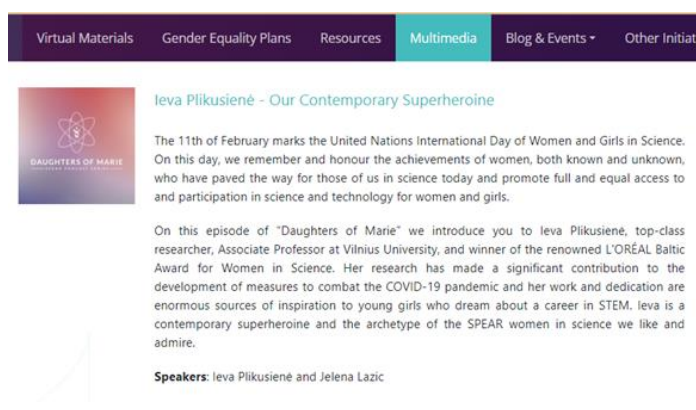 Virtual Materials Gender Equality Plans Resources Multimedia Blog & Events Other Initiat
DAUGHTERS OF MARIE
Ieva Plikusienė - Our Contemporary Superheroine
The 11th of February marks the United Nations International Day of Women and Girls in Science.
On this day, we remember and honour the achievements of women, both known and unknown,
who have paved the way for those of us in science today and promote full and equal access to
and participation in science and technology for women and girls.
On this episode of "Daughters of Marie" we introduce you to Ieva Plikusienė, top-class
researcher, Associate Professor at Vilnius University, and winner of the renowned L'ORÉAL Baltic
Award for Women in Science. Her research has made a significant contribution to the
development of measures to combat the COVID-19 pandemic and her work and dedication are
enormous sources of inspiration to young girls who dream about a career in STEM. Ieva is a
contemporary superheroine and the archetype of the SPEAR women in science we like and
admire.
Speakers: Ieva Plikusienė and Jelena Lazic